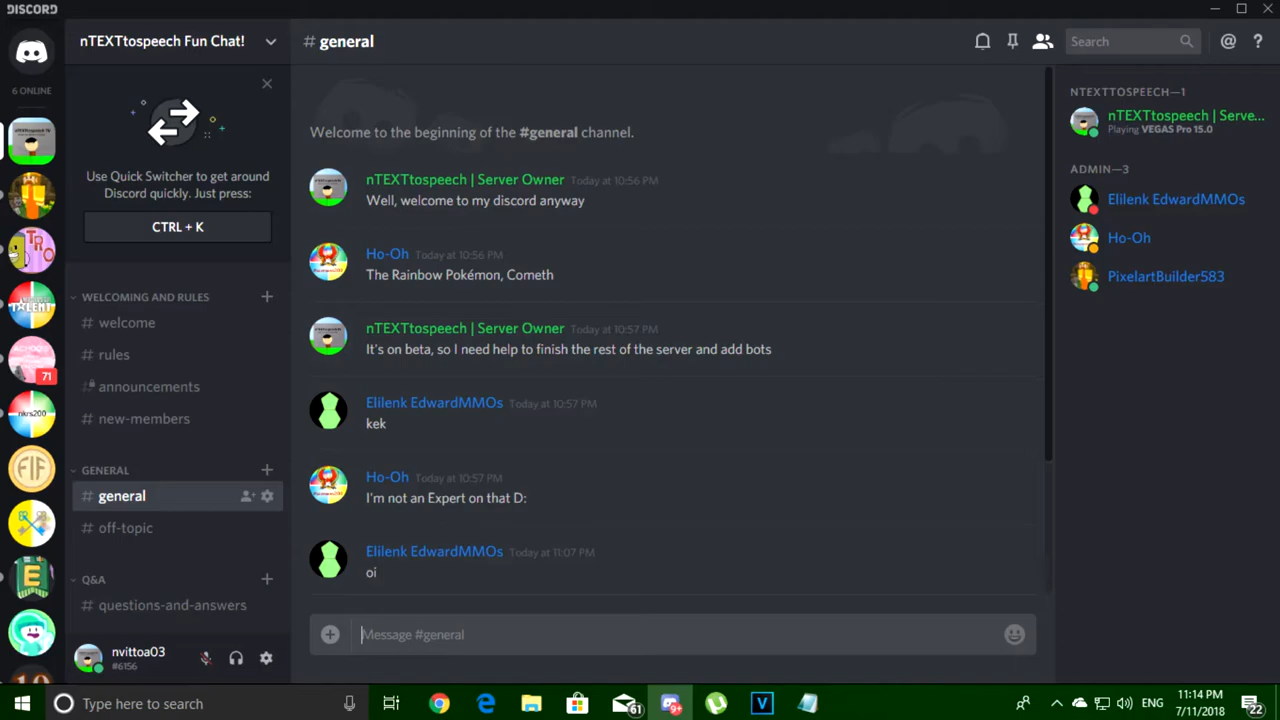 DISCORD
6 ONLINE
TRO
TALENT
71
nkrs200
FIF
E
10
nTEXTtospeech Fun Chat!
Use Quick Switcher to get around
Discord quickly. Just press:
CTRL + K
WELCOMING AND RULES
# welcome
# rules
announcements
# new-members
GENERAL
# general
# off-topic
Q&A
# questions-and-answers
nvittoa03
#6156
# general
Search
@
?
Welcome to the beginning of the #general channel.
nTEXTtospeech | Server Owner Today at 10:56 PM
Well, welcome to my discord anyway
Ho-Oh Today at 10:56 PM
The Rainbow Pokémon, Cometh
nTEXTtospeech | Server Owner Today at 10:57 PM
It's on beta, so I need help to finish the rest of the server and add bots
Elilenk EdwardMMOs Today at 10:57 PM
kek
Ho-Oh Today at 10:57 PM
I'm not an Expert on that D:
Elilenk EdwardMMOs Today at 11:07 PM
oi
Message #general
NTEXTTOSPEECH—1
nTEXTtospeech | Serve...
Playing VEGAS Pro 15.0
ADMIN—3
Elilenk EdwardMMOs
Ho-Oh
PixelartBuilder583
Type here to search
61
9+
V
ENG
11:14 PM
7/11/2018
22